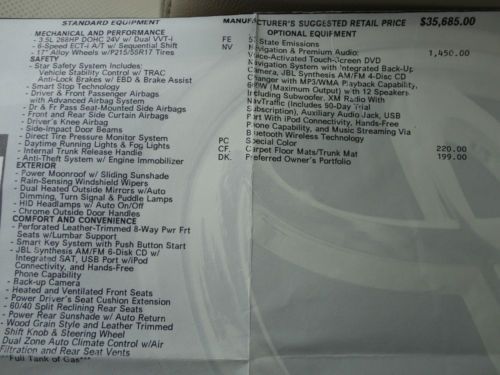 STANDARD EQUIPMENT
MECHANICAL AND PERFORMANCE
- 3.5L 268HP DOHC 24V w/ Dual VVT-i
- 6-Speed ECT-i A/T w/ Sequential Shift
- 17" Alloy Wheels w/P215/55R17 Tires
SAFETY
- Star Safety System Includes:
Vehicle Stability Control w/ TRAC
Anti-Lock Brakes w/ EBD & Brake Assist
- Smart Stop Technology
- Driver & Front Passenger Airbags
with Advanced Airbag System
- Dr & Fr Pass Seat-Mounted Side Airbags
- Front and Rear Side Curtain Airbags
- Driver's Knee Airbag
- Side-Impact Door Beams
- Direct Tire Pressure Monitor System
- Daytime Running Lights & Fog Lights
- Internal Trunk Release Handle
- Anti-Theft System w/ Engine Immobilizer
EXTERIOR
- Power Moonroof w/ Sliding Sunshade
- Rain-Sensing Windshield Wipers
- Dual Heated Outside Mirrors w/Auto
Dimming, Turn Signal & Puddle Lamps
- HID Headlamps w/ Auto On/Off
- Chrome Outside Door Handles
COMFORT AND CONVENIENCE
- Perforated Leather-Trimmed 8-Way Pwr Frt
Seats w/Lumbar Support
- Smart Key System with Push Button Start
- JBL Synthesis AM/FM 6-Disk CD w/
Integrated SAT, USB Port w/iPod
Connectivity, and Hands-Free
Phone Capability
- Back-up Camera
- Heated and Ventilated Front Seats
- Power Driver's Seat Cushion Extension
- 60/40 Split Reclining Rear Seats
- Power Rear Sunshade w/ Auto Return
- Wood Grain Style and Leather Trimmed
Shift Knob & Steering Wheel
Dual Zone Auto Climate Control w/Air
Filtration and Rear Seat Vents
**Full Tank of Gas**
MANUFACTURER'S SUGGESTED RETAIL PRICE $35,685.00
OPTIONAL EQUIPMENT
FE 50 State Emissions
NV Navigation & Premium Audio: 1,450.00
Voice-Activated Touch-Screen DVD
Navigation System with Integrated Back-Up
Camera, JBL Synthesis AM/FM 4-Disc CD
Changer with MP3/WMA Playback Capability,
(Maximum Output) with 12 Speakers
Including Subwoofer, XM Radio With
NavTraffic (Includes 90-Day Trial
Subscription), Auxiliary Audio Jack, USB
Port With iPod Connectivity, Hands-Free
Phone Capability, and Music Streaming Via
Bluetooth Wireless Technology
PC Special Color
CF. Carpet Floor Mats/Trunk Mat 220.00
DK. Preferred Owner's Portfolio 199.00